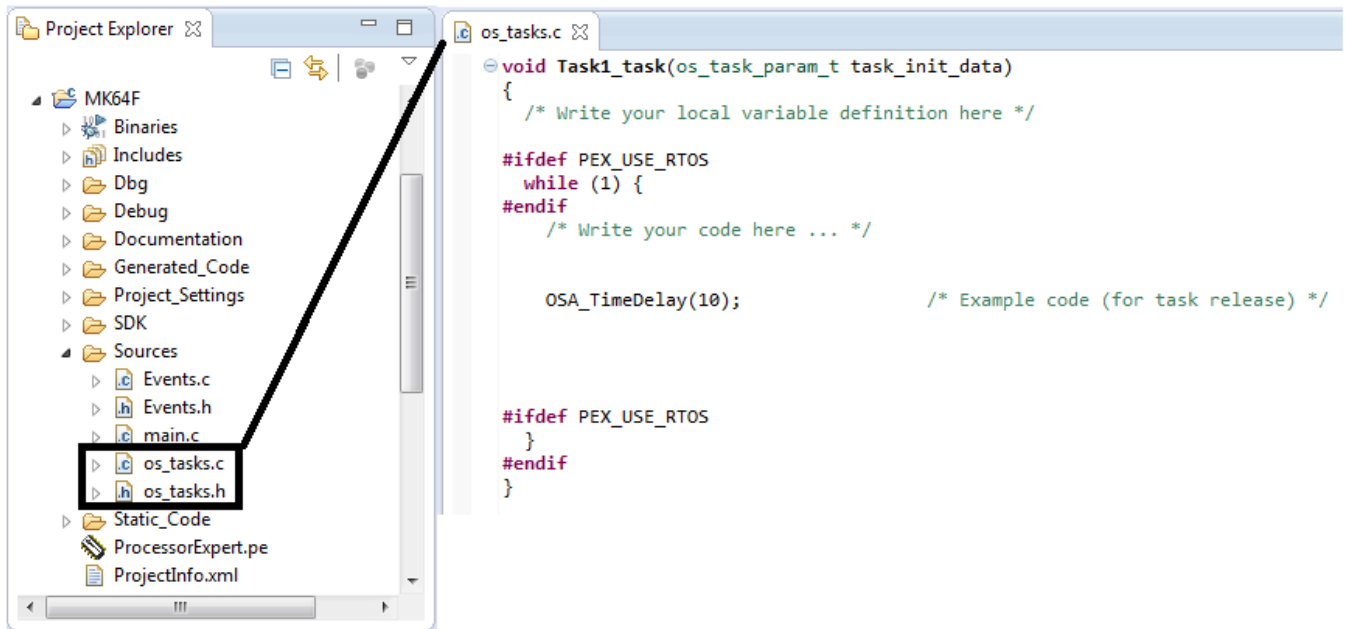 Project Explorer
MK64F
Binaries
Includes
Dbg
Debug
Documentation
Generated_Code
Project_Settings
SDK
Sources
.c Events.c
.h Events.h
.c main.c
.c os_tasks.c
.h os_tasks.h
Static_Code
ProcessorExpert.pe
ProjectInfo.xml
.c os_tasks.c
void Task1_task(os_task_param_t task_init_data)
{
/* Write your local variable definition here */
#ifdef PEX_USE_RTOS
while (1) {
#endif
/* Write your code here ... */
OSA_TimeDelay(10); /* Example code (for task release) */
#ifdef PEX_USE_RTOS
}
#endif
}